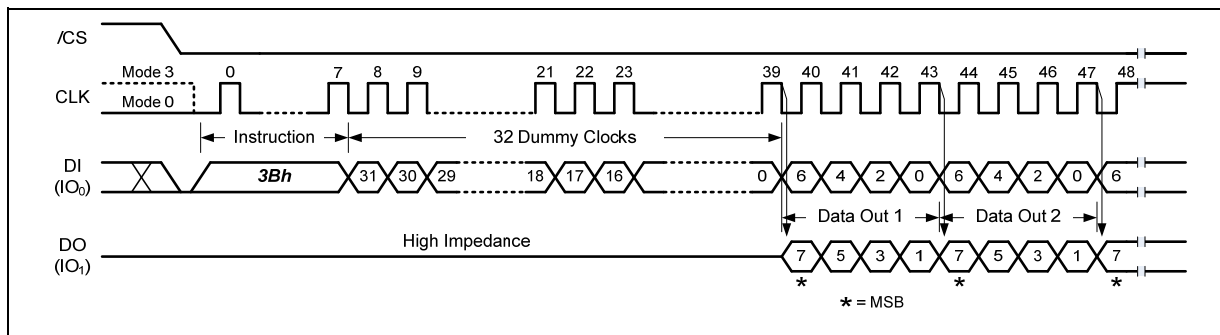 /CS
Mode 3 0 7 8 9 21 22 23 39 40 41 42 43 44 45 46 47 48
CLK
Mode 0
Instruction 32 Dummy Clocks
DI
(IO₀)
3Bh 31 30 29 18 17 16 0 6 4 2 0 6 4 2 0 6
Data Out 1 Data Out 2
High Impedance
DO
(IO₁)
7 5 3 1 7 5 3 1 7
* * *
* = MSB